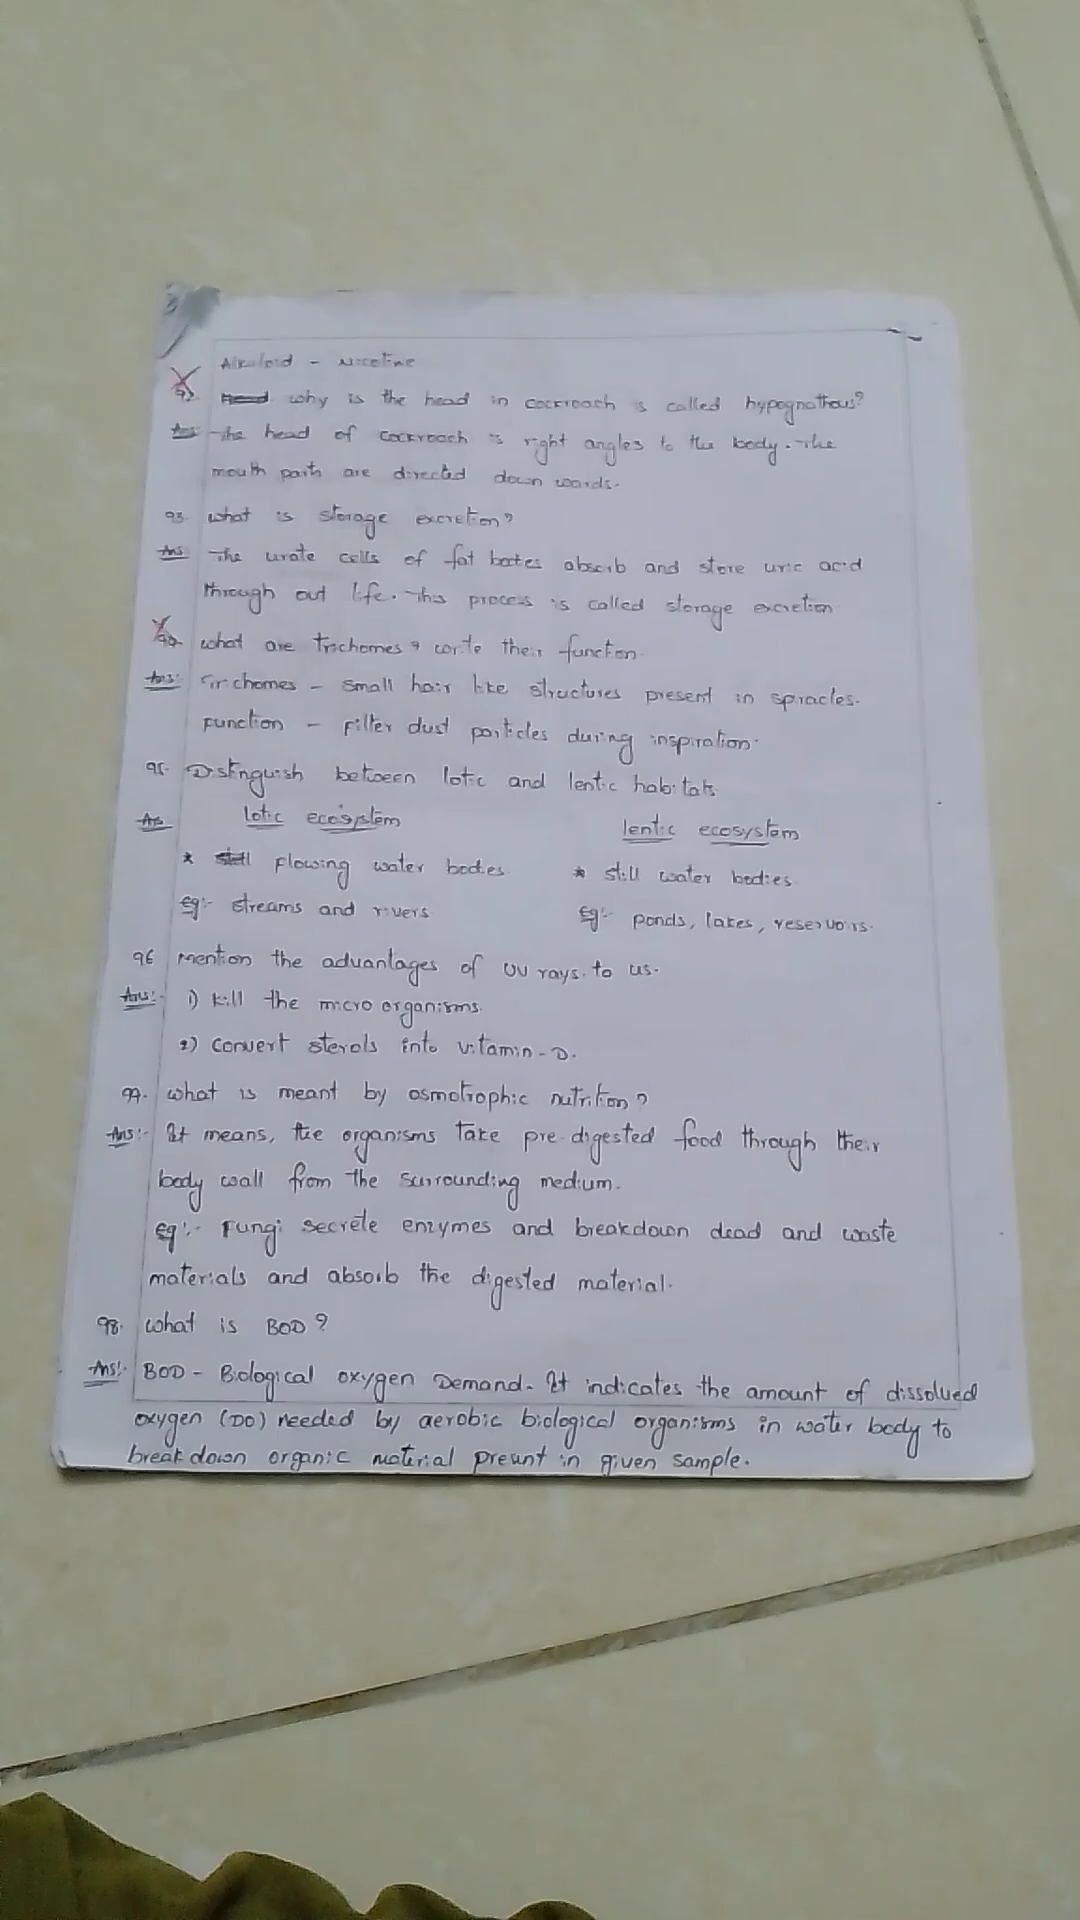 Alkaloid - Nicotine
92. why is the head in cockroach is called hypognathous?
Ans: The head of cockroach is right angles to the body. The
mouth parts are directed down wards.
93. what is storage excretion?
Ans: The urate cells of fat bodies absorb and store uric acid
through out life. This process is called storage excretion
94. what are trichomes & write their function.
Ans: Trichomes - small hair like structures present in spiracles.
Function - Filter dust particles during inspiration.
95. Distinguish between lotic and lentic habitats
Ans
lotic ecosystem
lentic ecosystem
* flowing water bodies.
* still water bodies
Eg:- streams and rivers
Eg:- ponds, lakes, reservoirs.
96 Mention the advantages of UV rays. to us.
Ans:- 1) kill the micro organisms.
2) convert sterols into vitamin-D.
97. what is meant by osmotrophic nutrition?
Ans:- It means, the organisms take pre-digested food through their
body wall from the surrounding medium.
Eg:- Fungi secrete enzymes and breakdown dead and waste
materials and absorb the digested material.
98. what is BOD?
Ans:- BOD - Biological oxygen Demand. It indicates the amount of dissolved
oxygen (DO) needed by aerobic biological organisms in water body to
break down organic material present in given sample.